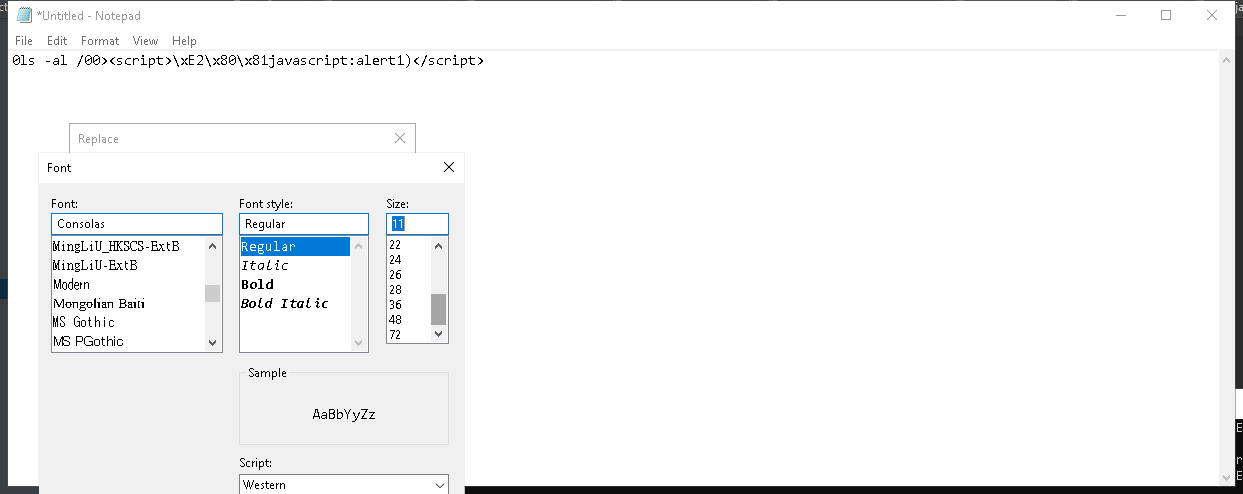 *Untitled - Notepad
File Edit Format View Help
0ls -al /00><script>\xE2\x80\x81javascript:alert1)</script>
Replace
Font
Font: Font style: Size:
Consolas Regular 11
MingLiU_HKSCS-ExtB
MingLiU-ExtB
Modern
Mongolian Baiti
MS Gothic
MS PGothic
Regular
Italic
Bold
Bold Italic
22
24
26
28
36
48
72
Sample
AaBbYyZz
Script:
Western